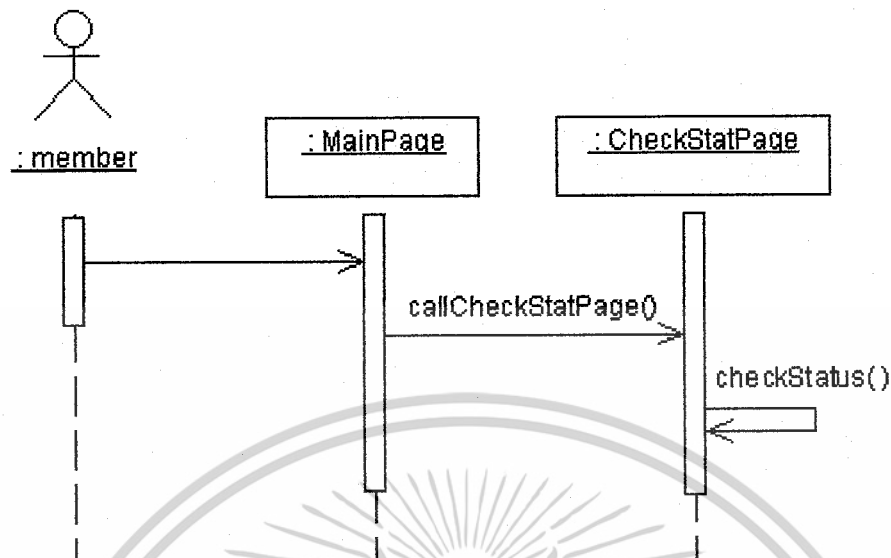 : member
: MainPage
: CheckStatPage
callCheckStatPage()
checkStatus()